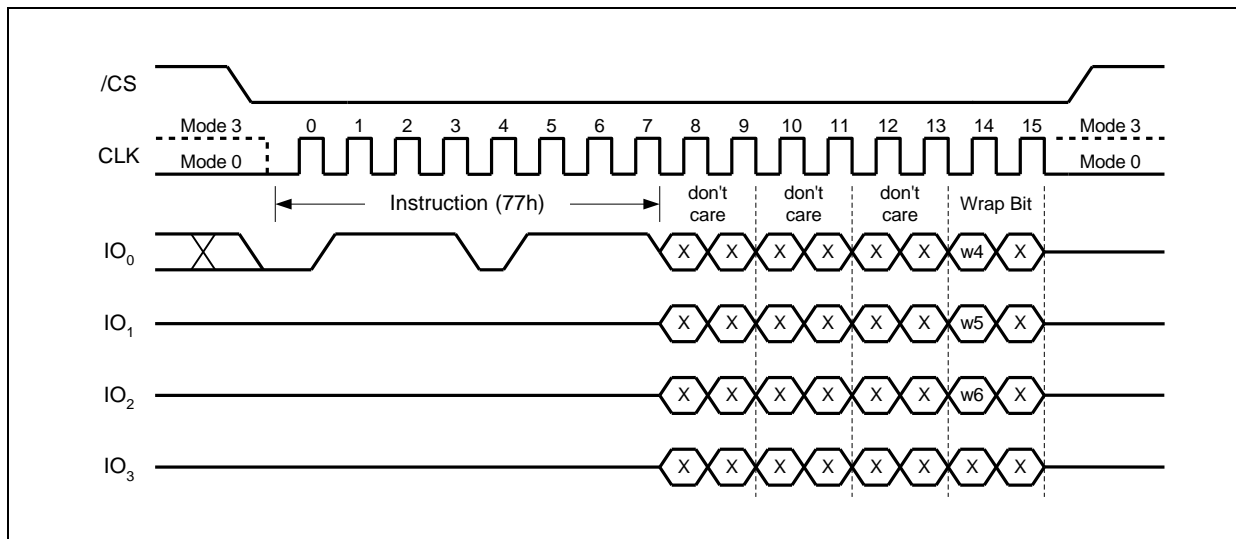 /CS
Mode 3 0 1 2 3 4 5 6 7 8 9 10 11 12 13 14 15 Mode 3
CLK
Mode 0 Mode 0
Instruction (77h) don't care don't care don't care Wrap Bit
IO0 X X X X X X w4 X
IO1 X X X X X X w5 X
IO2 X X X X X X w6 X
IO3 X X X X X X X X